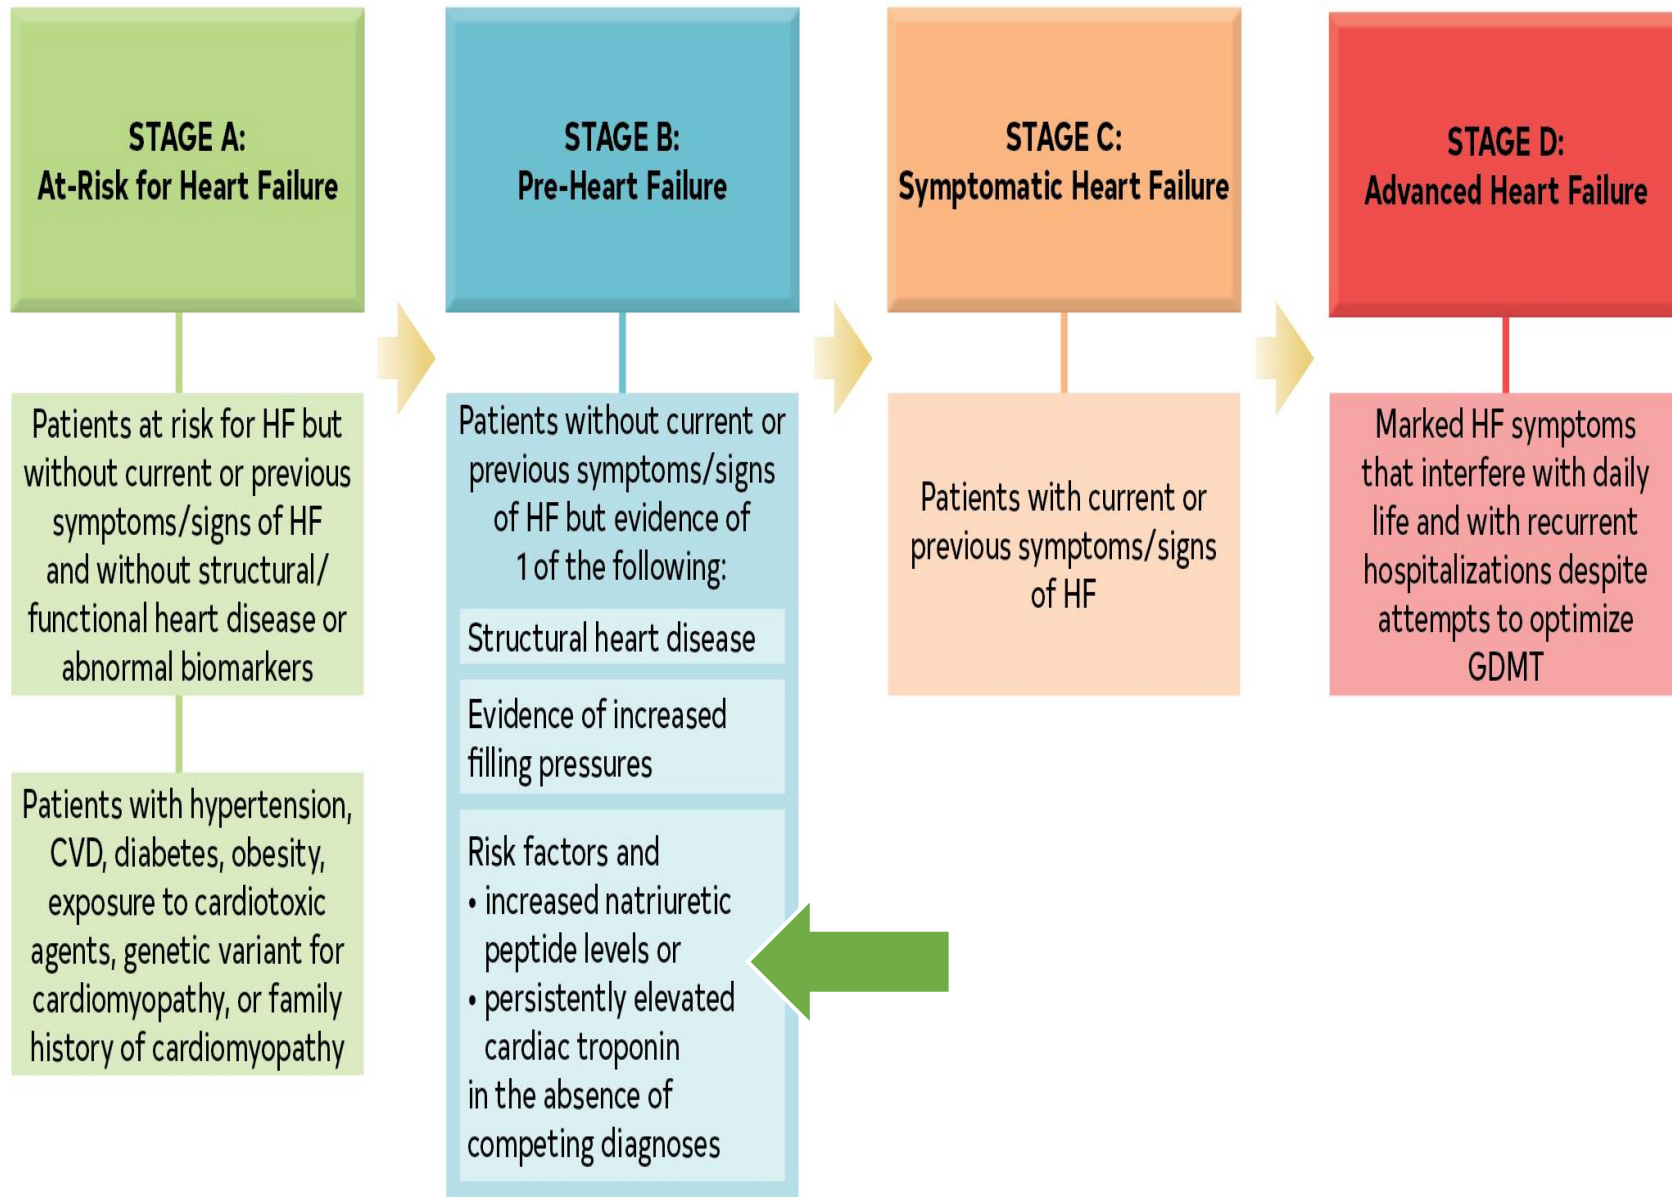 STAGE A:
At-Risk for Heart Failure
Patients at risk for HF but
without current or previous
symptoms/signs of HF
and without structural/
functional heart disease or
abnormal biomarkers
Patients with hypertension,
CVD, diabetes, obesity,
exposure to cardiotoxic
agents, genetic variant for
cardiomyopathy, or family
history of cardiomyopathy
STAGE B:
Pre-Heart Failure
Patients without current or
previous symptoms/signs
of HF but evidence of
1 of the following:
Structural heart disease
Evidence of increased
filling pressures
Risk factors and
• increased natriuretic
peptide levels or
• persistently elevated
cardiac troponin
in the absence of
competing diagnoses
STAGE C:
Symptomatic Heart Failure
Patients with current or
previous symptoms/signs
of HF
STAGE D:
Advanced Heart Failure
Marked HF symptoms
that interfere with daily
life and with recurrent
hospitalizations despite
attempts to optimize
GDMT